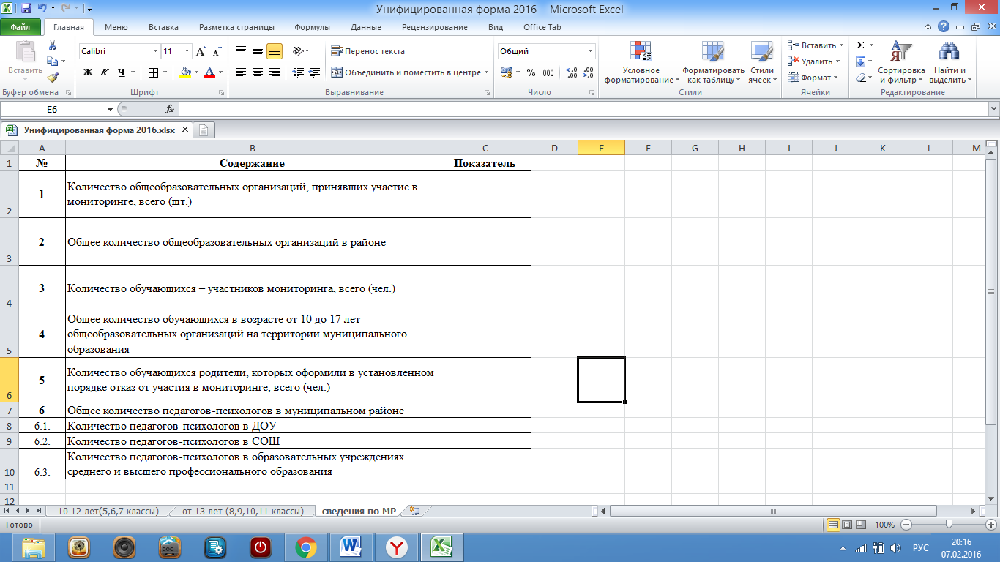 Унифицированная форма 2016 - Microsoft Excel
Файл Главная Меню Вставка Разметка страницы Формулы Данные Рецензирование Вид Office Tab
Вставить
Буфер обмена
Calibri 11
Ж К Ч
Шрифт
Перенос текста
Объединить и поместить в центре
Выравнивание
Общий
% 000
Число
Условное форматирование
Форматировать как таблицу
Стили ячеек
Стили
Вставить
Удалить
Формат
Ячейки
Σ
Сортировка и фильтр
Найти и выделить
Редактирование
E6 fx
Унифицированная форма 2016.xlsx
A B C D E F G H I J K L M
1 № Содержание Показатель
2 1 Количество общеобразовательных организаций, принявших участие в
мониторинге, всего (шт.)
3 2 Общее количество общеобразовательных организаций в районе
4 3 Количество обучающихся – участников мониторинга, всего (чел.)
5 4 Общее количество обучающихся в возрасте от 10 до 17 лет
общеобразовательных организаций на территории муниципального
образования
6 5 Количество обучающихся родители, которых оформили в установленном
порядке отказ от участия в мониторинге, всего (чел.)
7 6 Общее количество педагогов-психологов в муниципальном районе
8 6.1. Количество педагогов-психологов в ДОУ
9 6.2. Количество педагогов-психологов в СОШ
10 6.3. Количество педагогов-психологов в образовательных учреждениях
среднего и высшего профессионального образования
11
12
10-12 лет(5,6,7 классы) от 13 лет (8,9,10,11 классы) сведения по МР
Готово 100%
DOC
РУС
20:16
07.02.2016